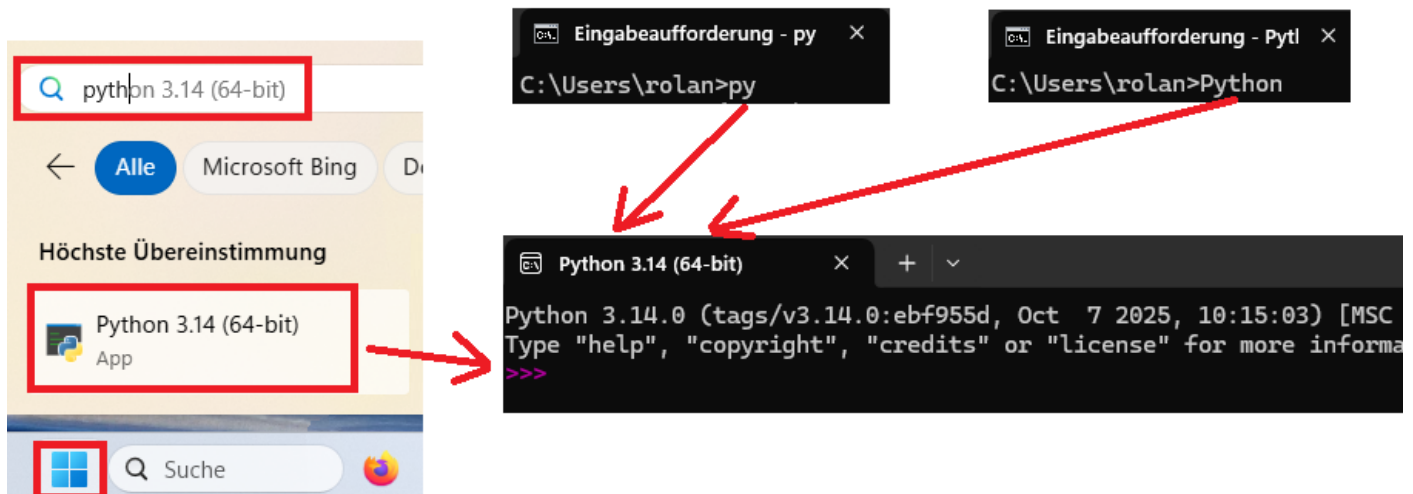 python 3.14 (64-bit)
Alle
Microsoft Bing
Höchste Übereinstimmung
Python 3.14 (64-bit)
App
Suche
Eingabeaufforderung - py
C:\Users\rolan>py
Eingabeaufforderung - Pyt
C:\Users\rolan>Python
Python 3.14 (64-bit)
Python 3.14.0 (tags/v3.14.0:ebf955d, Oct 7 2025, 10:15:03) [MSC
Type "help", "copyright", "credits" or "license" for more informa
>>>